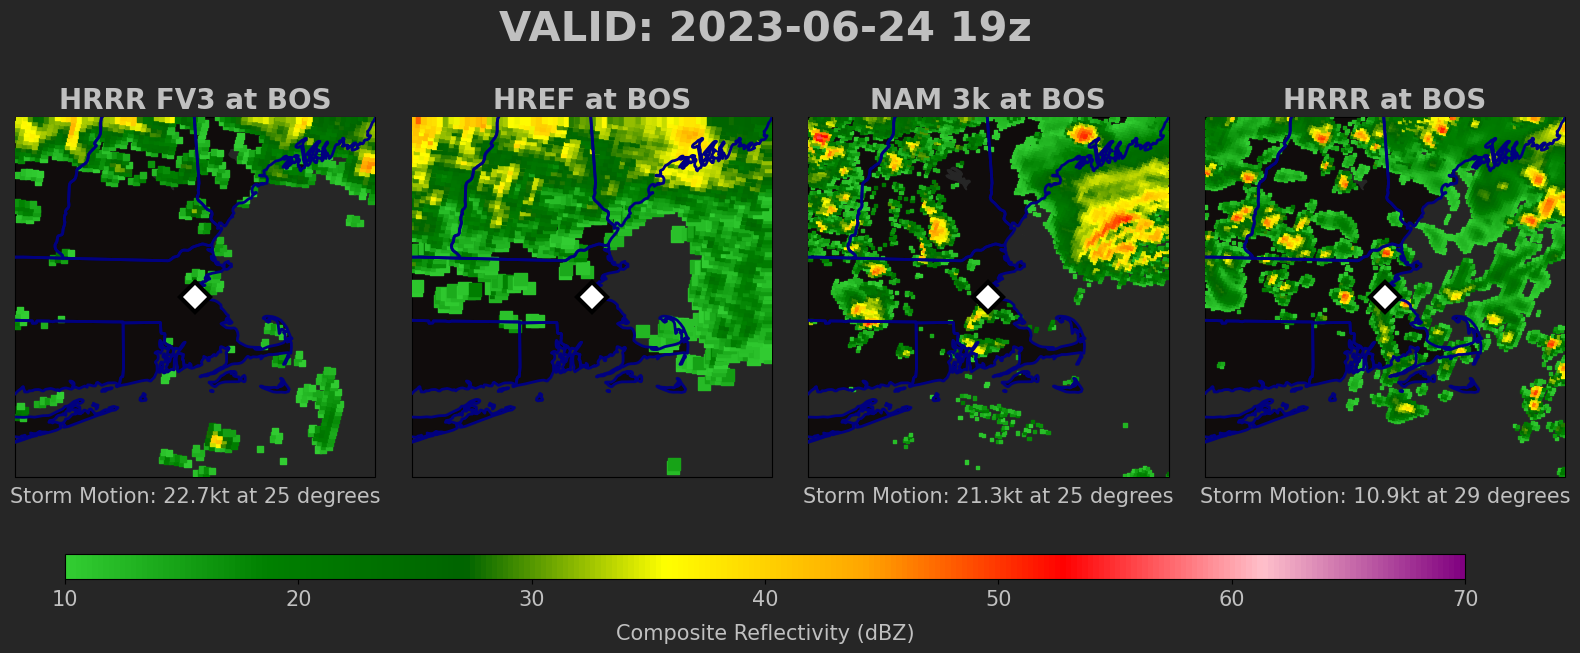 VALID: 2023-06-24 19z
HRRR FV3 at BOS
HREF at BOS
NAM 3k at BOS
HRRR at BOS
Storm Motion: 22.7kt at 25 degrees
Storm Motion: 21.3kt at 25 degrees
Storm Motion: 10.9kt at 29 degrees
10 20 30 40 50 60 70
Composite Reflectivity (dBZ)